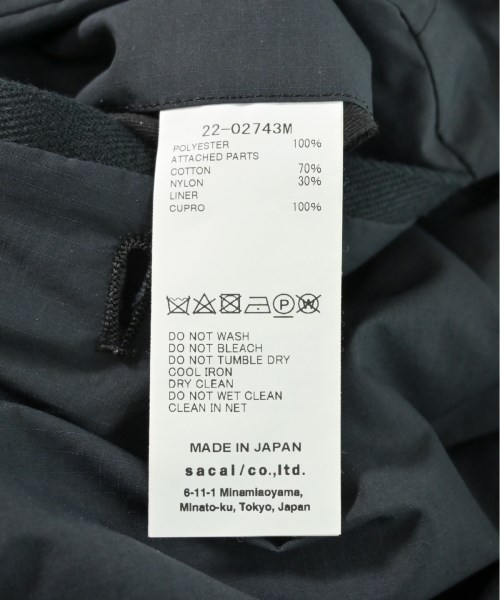 22-02743M
POLYESTER 100%
ATTACHED PARTS
COTTON 70%
NYLON 30%
LINER
CUPRO 100%
P W
DO NOT WASH
DO NOT BLEACH
DO NOT TUMBLE DRY
COOL IRON
DRY CLEAN
DO NOT WET CLEAN
CLEAN IN NET
MADE IN JAPAN
sacai/co.,ltd.
6-11-1 Minamiaoyama,
Minato-ku, Tokyo, Japan